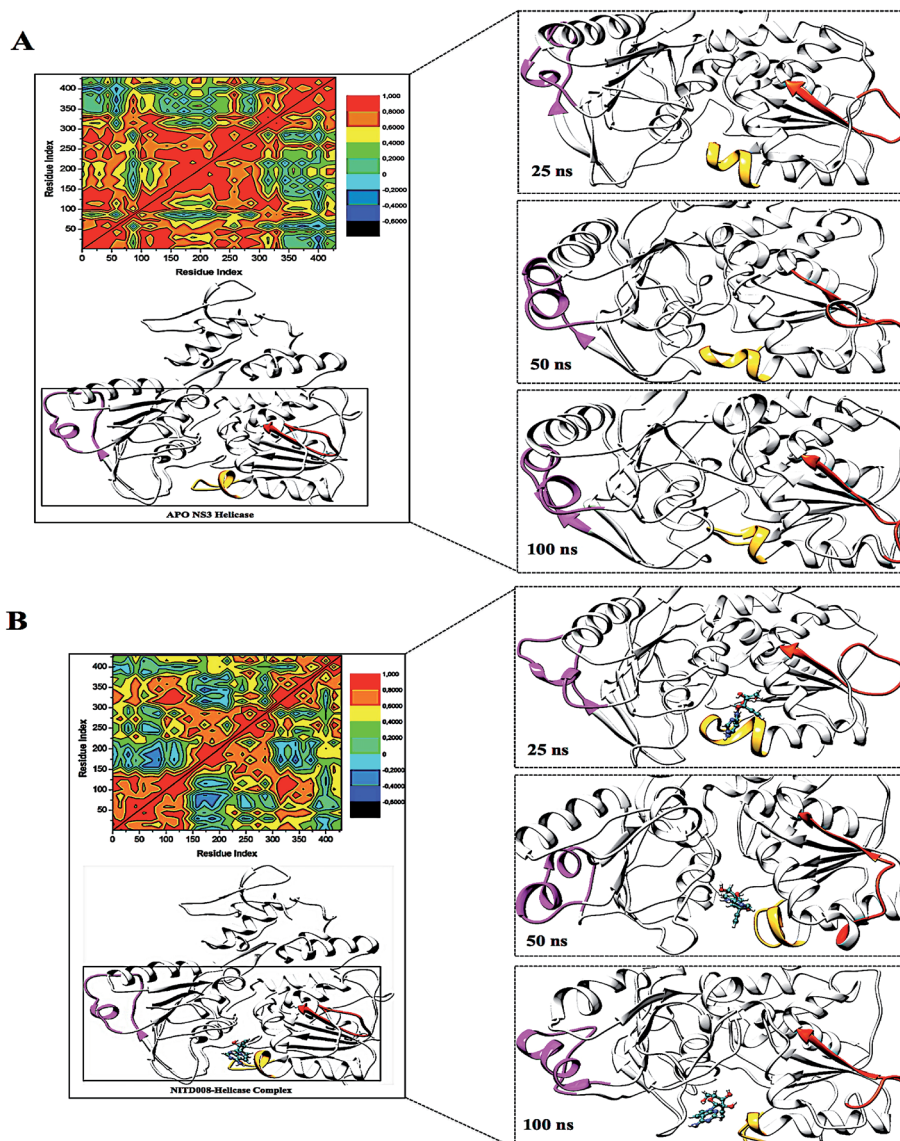 A
Residue Index
400
350
300
250
200
150
100
50
0 50 100 150 200 250 300 350 400
Residue Index
1,000
0,8000
0,6000
0,4000
0,2000
0
-0,2000
-0,4000
-0,6000
APO NS3 Helicase
25 ns
50 ns
100 ns
B
Residue Index
400
350
300
250
200
150
100
50
0 50 100 150 200 250 300 350 400
Residue Index
1,000
0,8000
0,6000
0,4000
0,2000
0
-0,2000
-0,4000
-0,6000
NITD008-Helicase Complex
25 ns
50 ns
100 ns